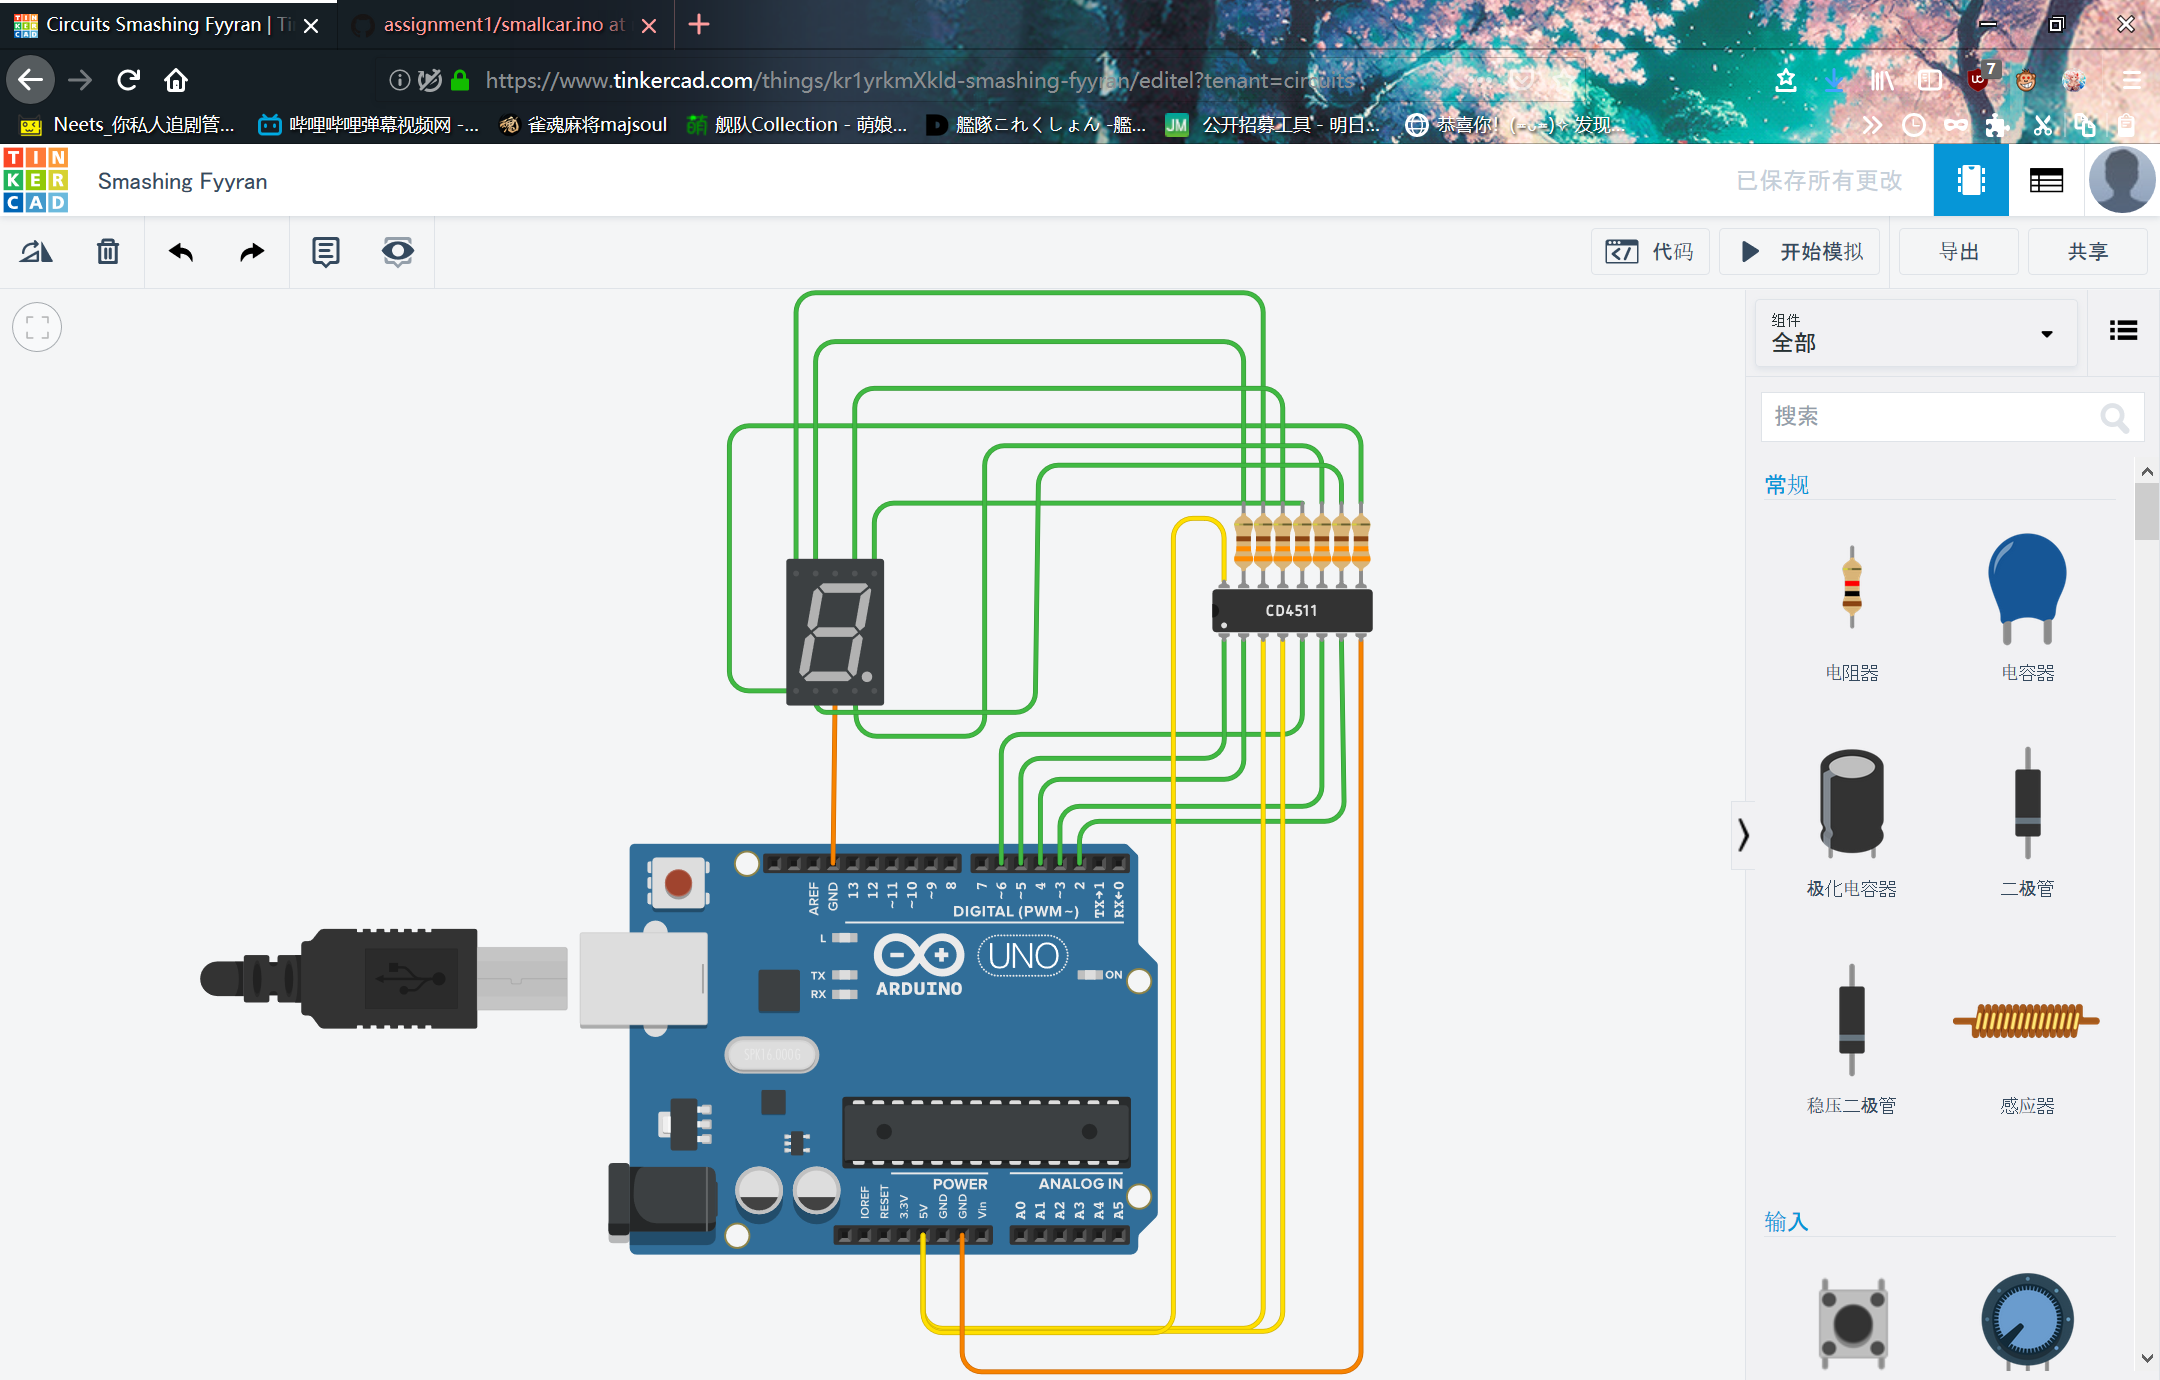 Circuits Smashing Fyyran | Ti
assignment1/smallcar.ino at
https://www.tinkercad.com/things/kr1yrkmXkld-smashing-fyyran/editel?tenant=circuits
7
Neets_你私人追剧管...
哔哩哔哩弹幕视频网 -...
雀魂麻将majsoul
萌
舰队Collection - 萌娘...
D
艦隊これくしょん -艦...
JM
公开招募工具 - 明日...
恭喜你！(=◡=)✧ 发现...
TIN
KER
CAD
Smashing Fyyran
已保存所有更改
代码
开始模拟
导出
共享
组件
全部
搜索
常规
电阻器
电容器
极化电容器
二极管
稳压二极管
感应器
输入
CD4511
AREF
GND
13
12
~11
~10
~9
8
7
~6
~5
4
~3
2
TX→1
RX←0
DIGITAL (PWM~)
L
TX
RX
ARDUINO
UNO
ON
SPK16.000G
POWER
ANALOG IN
IOREF
RESET
3.3V
5V
GND
GND
Vin
A0
A1
A2
A3
A4
A5